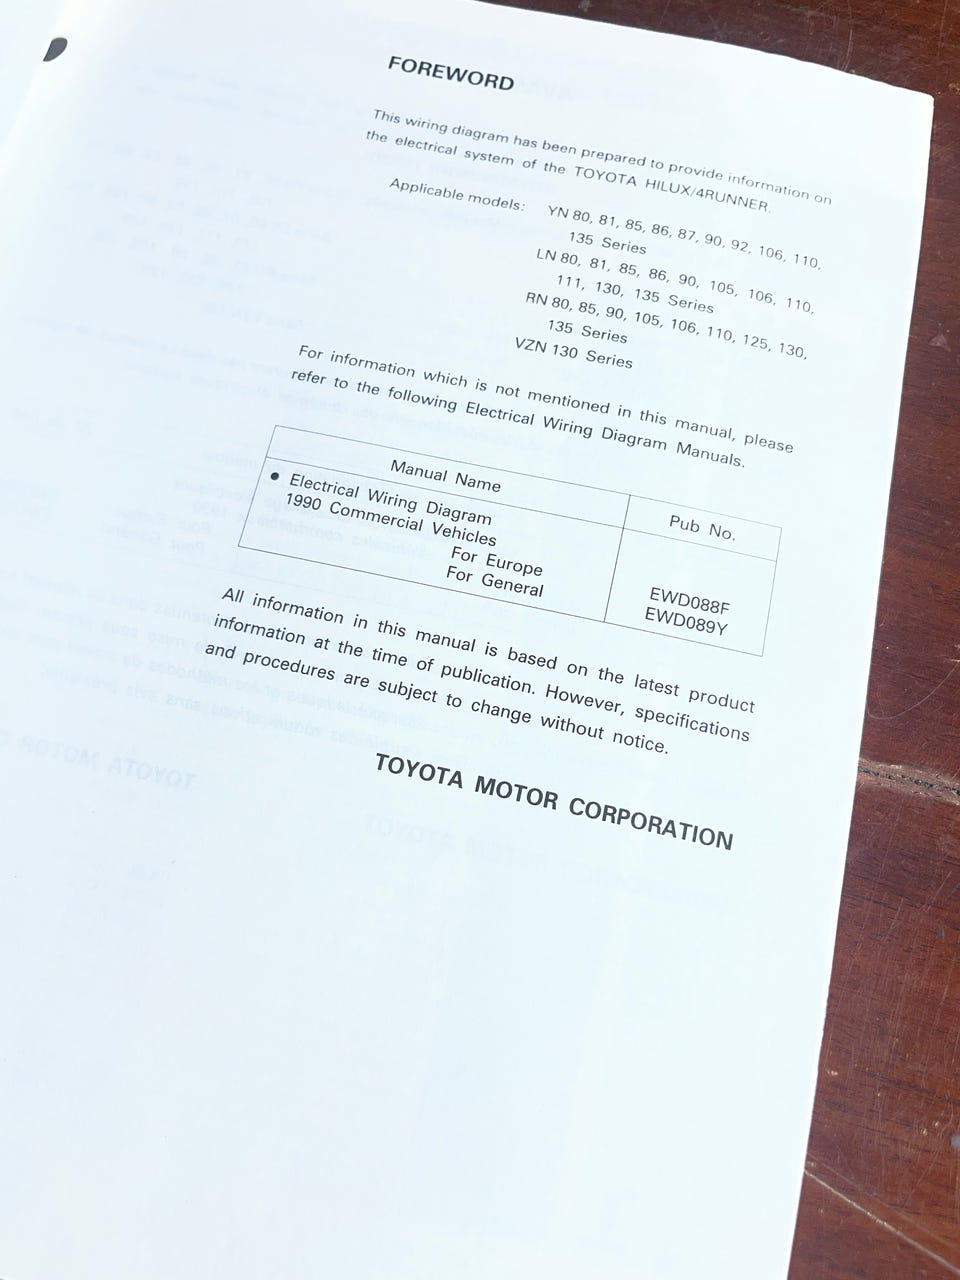 FOREWORD
This wiring diagram has been prepared to provide information on
the electrical system of the TOYOTA HILUX/4RUNNER.
Applicable models: YN 80, 81, 85, 86, 87, 90, 92, 106, 110,
135 Series
LN 80, 81, 85, 86, 90, 105, 106, 110,
111, 130, 135 Series
RN 80, 85, 90, 105, 106, 110, 125, 130,
135 Series
VZN 130 Series
For information which is not mentioned in this manual, please
refer to the following Electrical Wiring Diagram Manuals.
Manual Name Pub No.
● Electrical Wiring Diagram
1990 Commercial Vehicles
For Europe EWD088F
For General EWD089Y
All information in this manual is based on the latest product
information at the time of publication. However, specifications
and procedures are subject to change without notice.
TOYOTA MOTOR CORPORATION